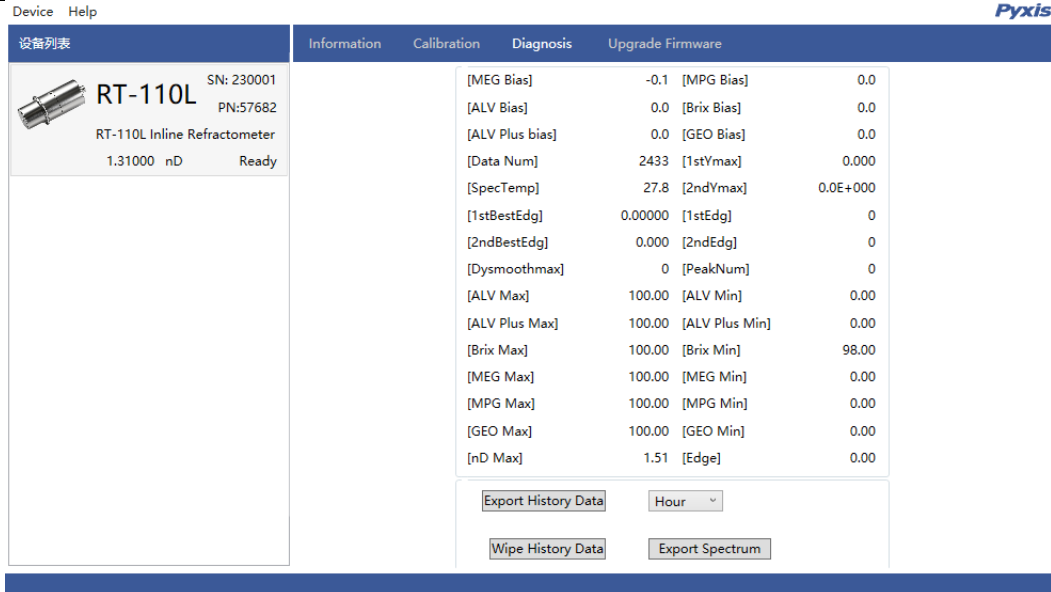 Device Help
Pyxis
设备列表
Information Calibration Diagnosis Upgrade Firmware
RT-110L
SN: 230001
PN:57682
RT-110L Inline Refractometer
1.31000 nD Ready
[MEG Bias] -0.1 [MPG Bias] 0.0
[ALV Bias] 0.0 [Brix Bias] 0.0
[ALV Plus bias] 0.0 [GEO Bias] 0.0
[Data Num] 2433 [1stYmax] 0.000
[SpecTemp] 27.8 [2ndYmax] 0.0E+000
[1stBestEdg] 0.00000 [1stEdg] 0
[2ndBestEdg] 0.000 [2ndEdg] 0
[Dysmoothmax] 0 [PeakNum] 0
[ALV Max] 100.00 [ALV Min] 0.00
[ALV Plus Max] 100.00 [ALV Plus Min] 0.00
[Brix Max] 100.00 [Brix Min] 98.00
[MEG Max] 100.00 [MEG Min] 0.00
[MPG Max] 100.00 [MPG Min] 0.00
[GEO Max] 100.00 [GEO Min] 0.00
[nD Max] 1.51 [Edge] 0.00
Export History Data Hour
Wipe History Data Export Spectrum